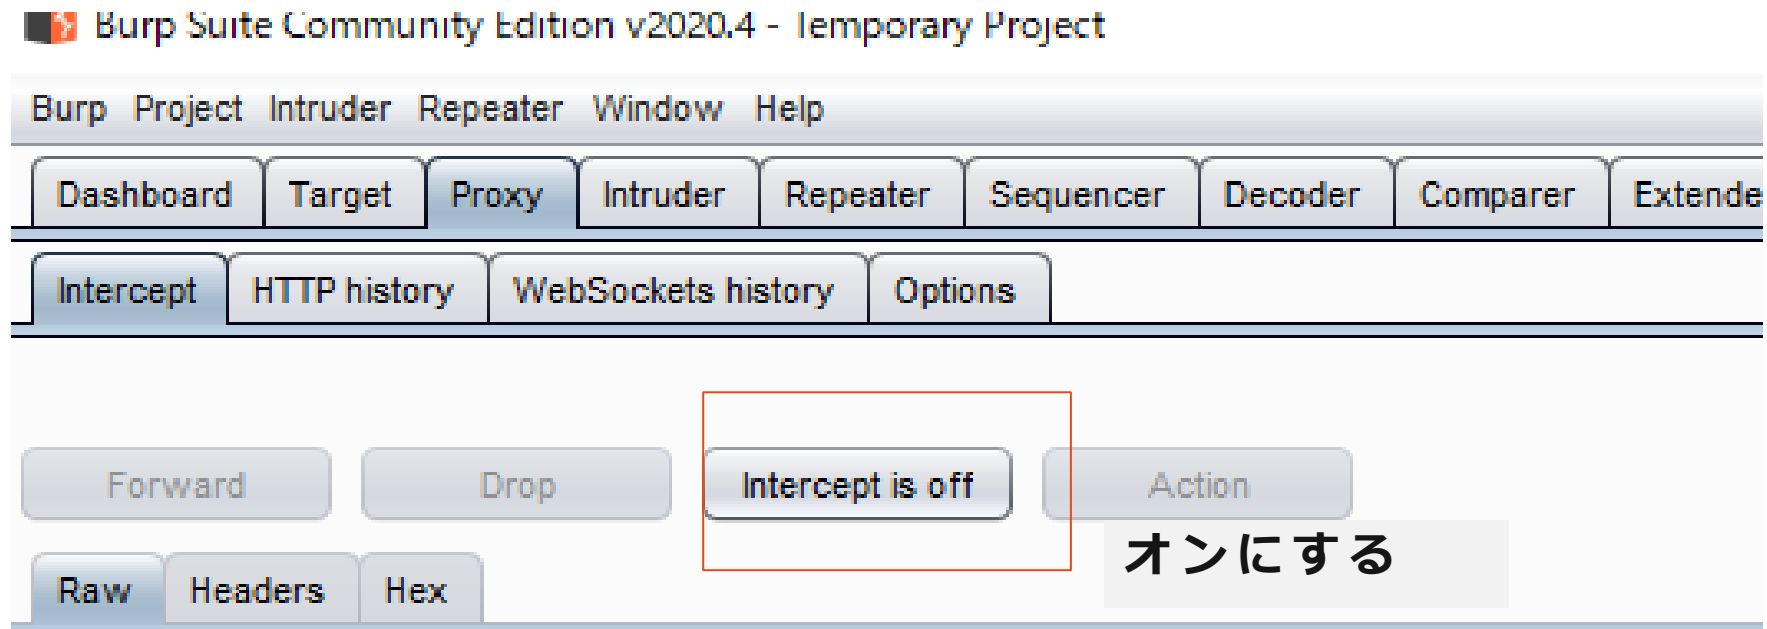 Burp Suite Community Edition v2020.4 - Temporary Project
Burp Project Intruder Repeater Window Help
Dashboard Target Proxy Intruder Repeater Sequencer Decoder Comparer Extende
Intercept HTTP history WebSockets history Options
Forward Drop Intercept is off Action
オンにする
Raw Headers Hex